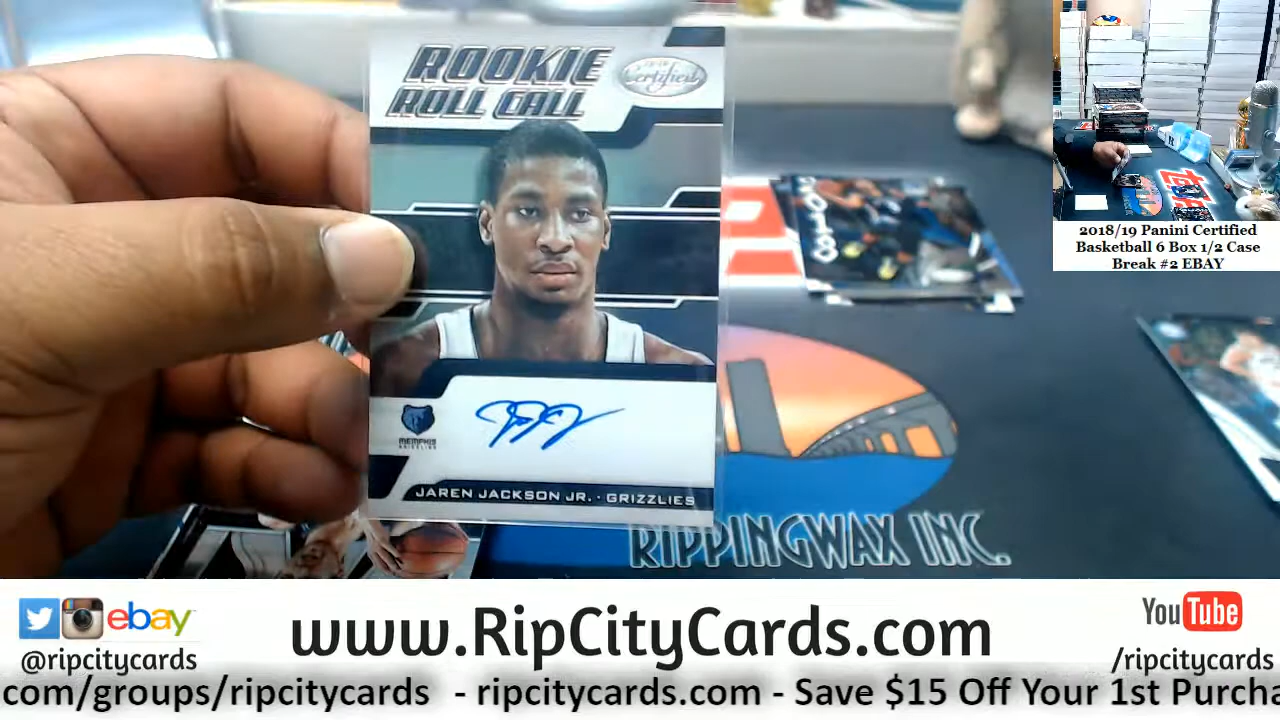 ROOKIE
ROLL CALL
Certified
MEMPHIS
GRIZZLIES
JAREN JACKSON JR. · GRIZZLIES
RIPPINGWAX INC.
2018/19 Panini Certified
Basketball 6 Box 1/2 Case
Break #2 EBAY
ebay
@ripcitycards
www.RipCityCards.com
YouTube
/ripcitycards
com/groups/ripcitycards - ripcitycards.com - Save $15 Off Your 1st Purcha